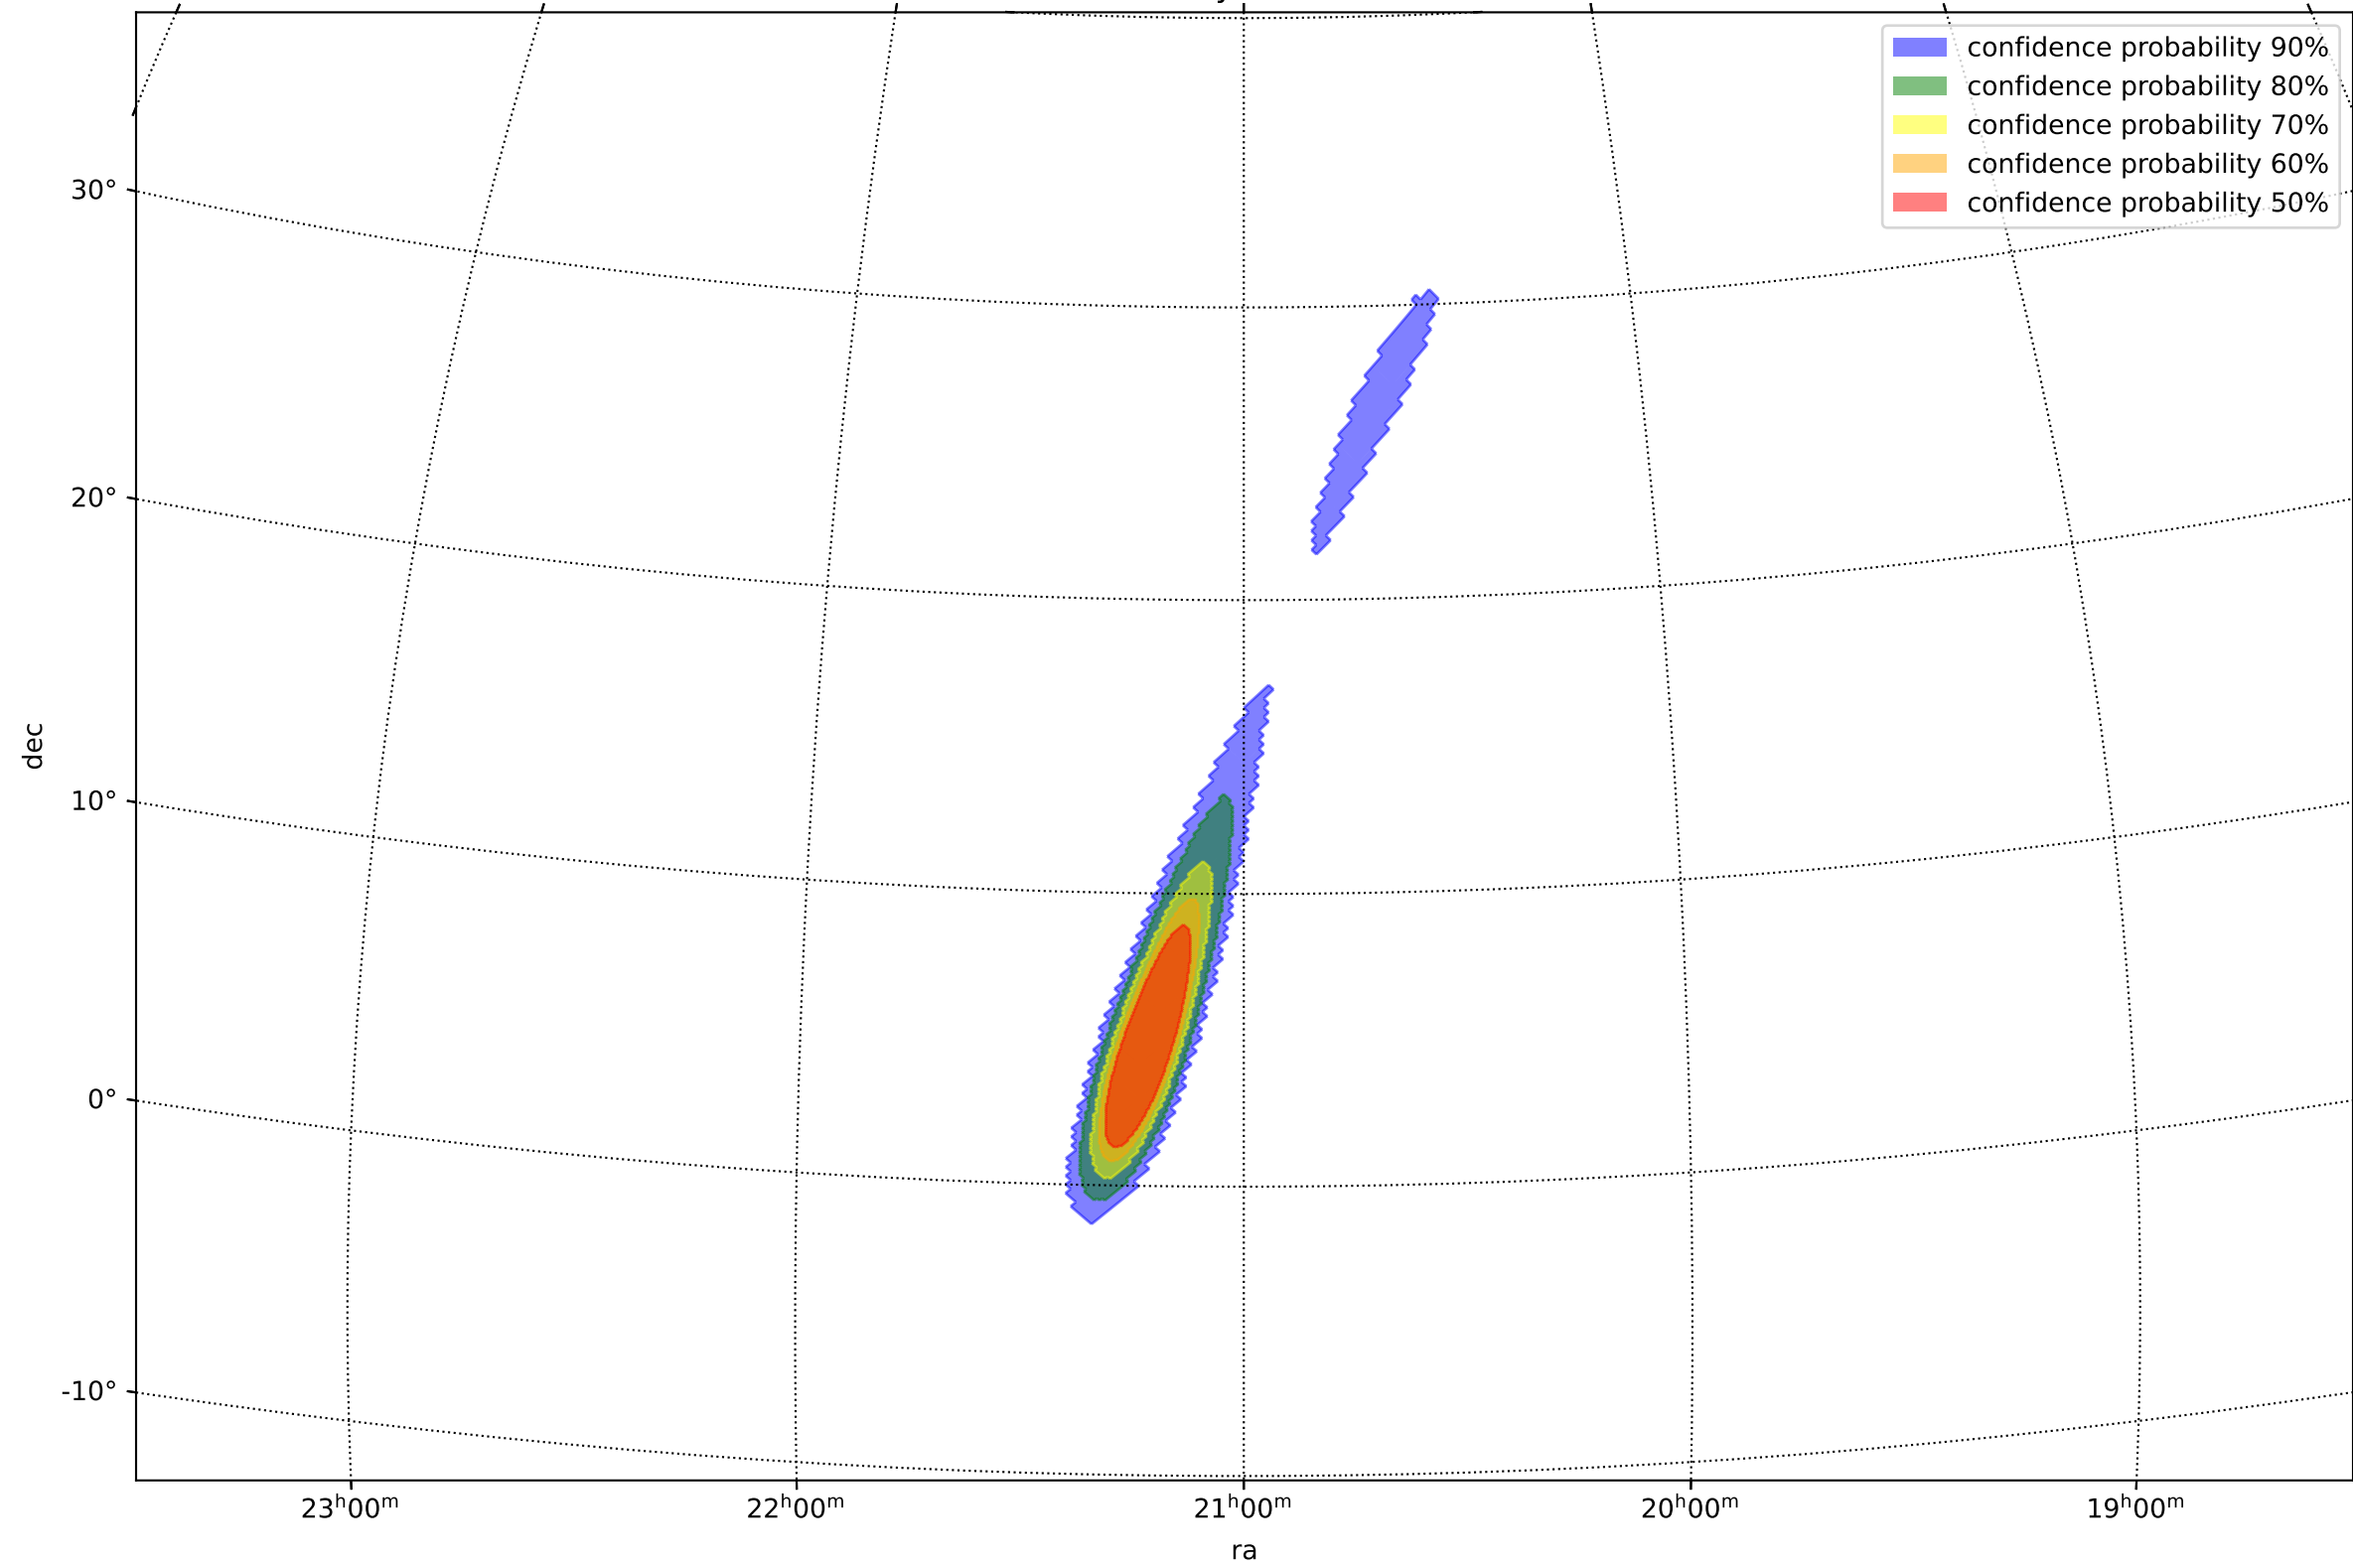 confidence probability 90%
confidence probability 80%
confidence probability 70%
confidence probability 60%
confidence probability 50%
30°
20°
10°
0°
-10°
dec
23ʰ00ᵐ
22ʰ00ᵐ
21ʰ00ᵐ
20ʰ00ᵐ
19ʰ00ᵐ
ra